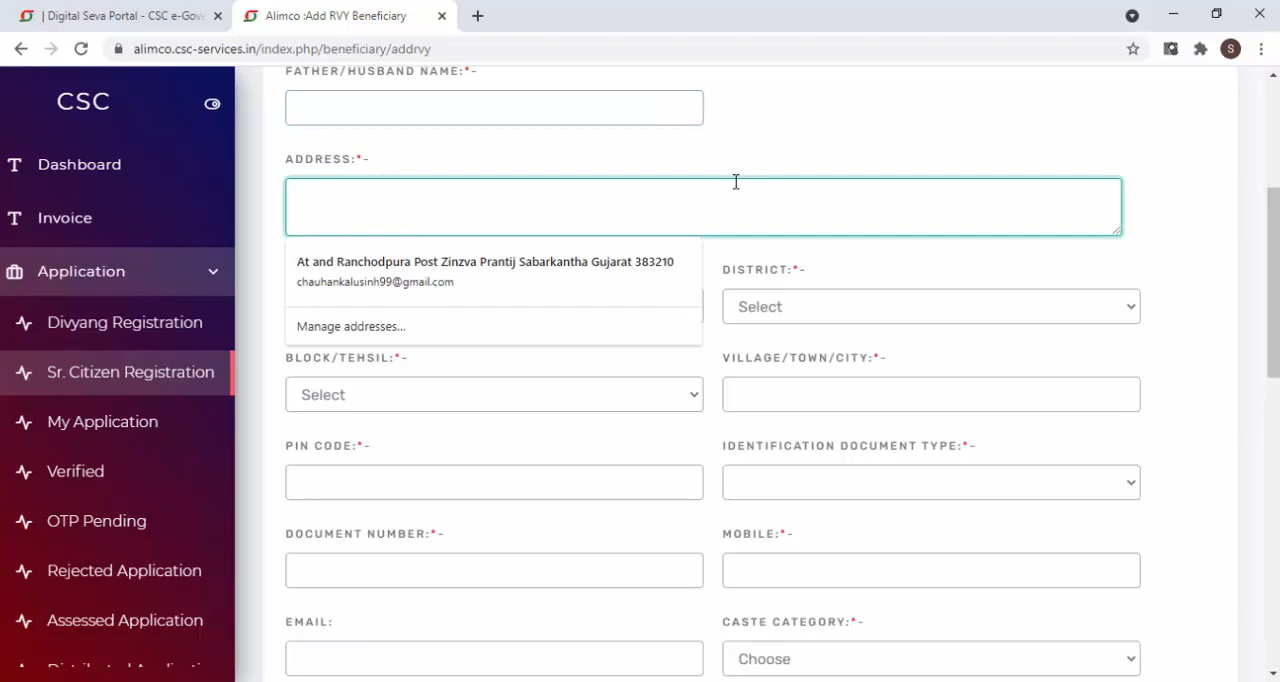 | Digital Seva Portal - CSC e-Gov
Alimco :Add RVY Beneficiary
alimco.csc-services.in/index.php/beneficiary/addrvy
S
CSC
Dashboard
Invoice
Application
Divyang Registration
Sr. Citizen Registration
My Application
Verified
OTP Pending
Rejected Application
Assessed Application
FATHER/HUSBAND NAME:*-
ADDRESS:*-
At and Ranchodpura Post Zinzva Prantij Sabarkantha Gujarat 383210
chauhankalusinh99@gmail.com
Manage addresses...
DISTRICT:*-
Select
BLOCK/TEHSIL:*-
Select
VILLAGE/TOWN/CITY:*-
PIN CODE:*-
IDENTIFICATION DOCUMENT TYPE:*-
DOCUMENT NUMBER:*-
MOBILE:*-
EMAIL:
CASTE CATEGORY:*-
Choose